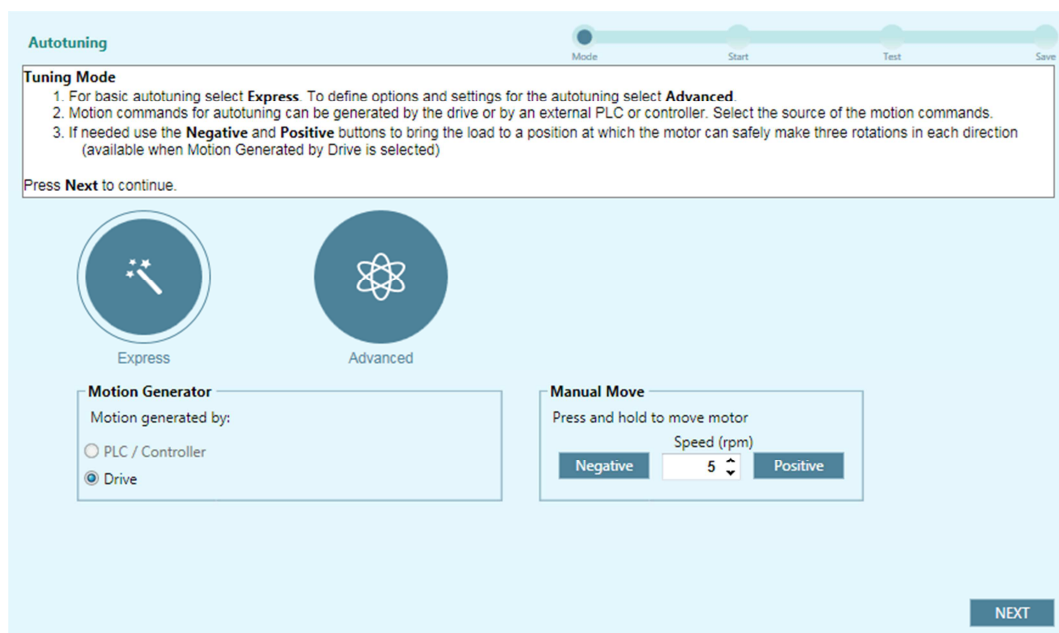 Autotuning
Mode
Start
Test
Save
Tuning Mode
1. For basic autotuning select Express. To define options and settings for the autotuning select Advanced.
2. Motion commands for autotuning can be generated by the drive or by an external PLC or controller. Select the source of the motion commands.
3. If needed use the Negative and Positive buttons to bring the load to a position at which the motor can safely make three rotations in each direction
(available when Motion Generated by Drive is selected)
Press Next to continue.
Express
Advanced
Motion Generator
Motion generated by:
PLC / Controller
Drive
Manual Move
Press and hold to move motor
Speed (rpm)
Negative
5
Positive
NEXT